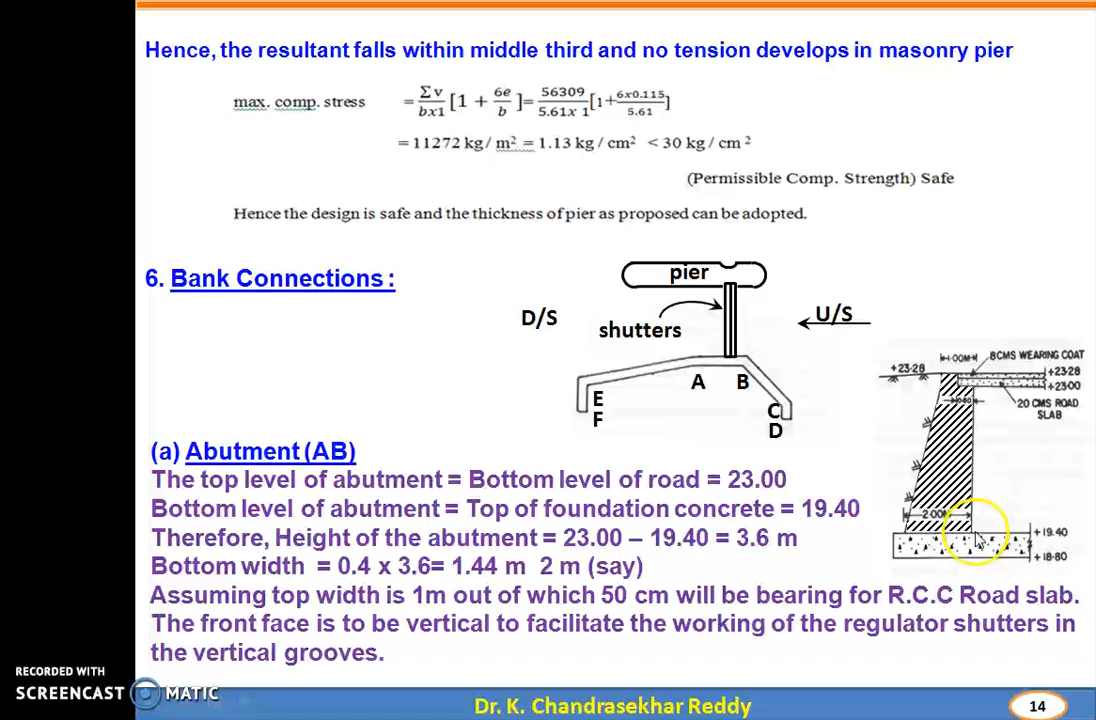 Hence, the resultant falls within middle third and no tension develops in masonry pier
max. comp. stress = Σv/bx1 [1 + 6e/b] = 56309/5.61x 1 [1+ 6x0.115/5.61]
= 11272 kg/ m² = 1.13 kg / cm² < 30 kg / cm ²
(Permissible Comp. Strength) Safe
Hence the design is safe and the thickness of pier as proposed can be adopted.
6. Bank Connections :
pier
D/S
shutters
U/S
A B
E
F
C
D
1.00M
8CMS WEARING COAT
+23·28
+23·28
+23·00
20 CMS ROAD
SLAB
2.00M
+19.40
+18·80
(a) Abutment (AB)
The top level of abutment = Bottom level of road = 23.00
Bottom level of abutment = Top of foundation concrete = 19.40
Therefore, Height of the abutment = 23.00 – 19.40 = 3.6 m
Bottom width = 0.4 x 3.6= 1.44 m 2 m (say)
Assuming top width is 1m out of which 50 cm will be bearing for R.C.C Road slab.
The front face is to be vertical to facilitate the working of the regulator shutters in
the vertical grooves.
RECORDED WITH
SCREENCAST MATIC
Dr. K. Chandrasekhar Reddy
14